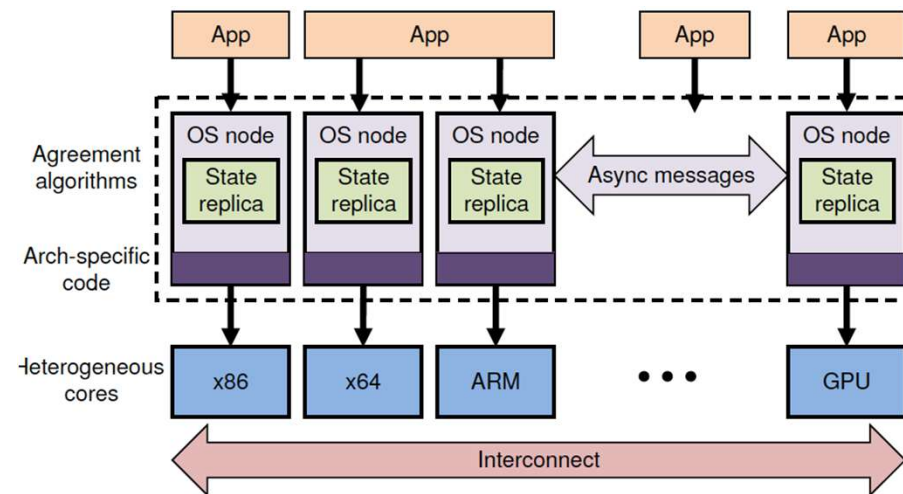 App App App App
OS node OS node OS node OS node
Agreement
algorithms
State
replica
State
replica
State
replica
Async messages
State
replica
Arch-specific
code
Heterogeneous
cores
x86 x64 ARM ••• GPU
Interconnect